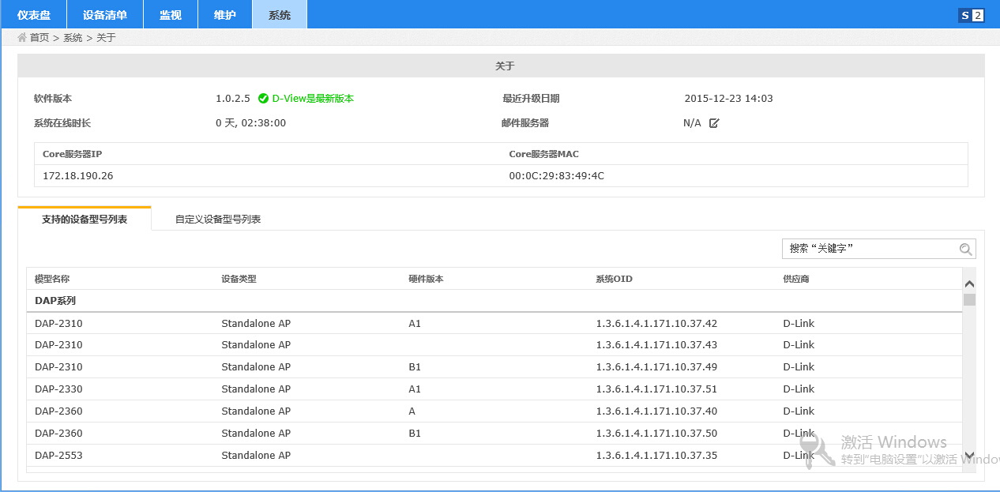 仪表盘 设备清单 监视 维护 系统 S 2
首页 > 系统 > 关于
关于
软件版本 1.0.2.5 D-View是最新版本 最近升级日期 2015-12-23 14:03
系统在线时长 0 天, 02:38:00 邮件服务器 N/A
Core服务器IP Core服务器MAC
172.18.190.26 00:0C:29:83:49:4C
支持的设备型号列表 自定义设备型号列表
搜索“关键字”
模型名称 设备类型 硬件版本 系统OID 供应商
DAP系列
DAP-2310 Standalone AP A1 1.3.6.1.4.1.171.10.37.42 D-Link
DAP-2310 Standalone AP 1.3.6.1.4.1.171.10.37.43 D-Link
DAP-2310 Standalone AP B1 1.3.6.1.4.1.171.10.37.49 D-Link
DAP-2330 Standalone AP A1 1.3.6.1.4.1.171.10.37.51 D-Link
DAP-2360 Standalone AP A 1.3.6.1.4.1.171.10.37.40 D-Link
DAP-2360 Standalone AP B1 1.3.6.1.4.1.171.10.37.50 D-Link
激活 Windows
DAP-2553 Standalone AP 1.3.6.1.4.1.171.10.37.35 D-Link
转到“电脑设置”以激活 Windo